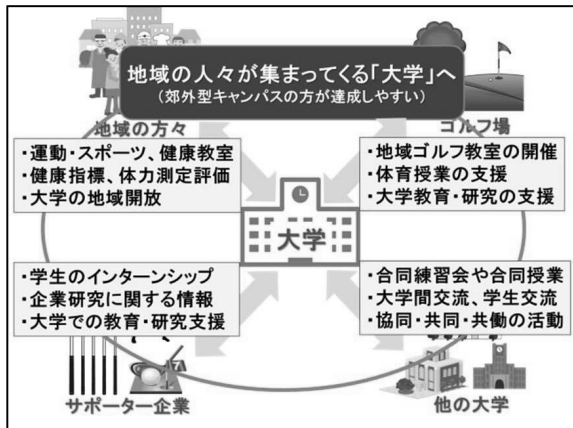 地域の人々が集まってくる「大学」へ
(郊外型キャンパスの方が達成しやすい)
地域の方々
ゴルフ場
・運動・スポーツ、健康教室
・健康指標、体力測定評価
・大学の地域開放
・地域ゴルフ教室の開催
・体育授業の支援
・大学教育・研究の支援
大学
・学生のインターンシップ
・企業研究に関する情報
・大学での教育・研究支援
・合同練習会や合同授業
・大学間交流、学生交流
・協同・共同・共働の活動
サポーター企業
他の大学